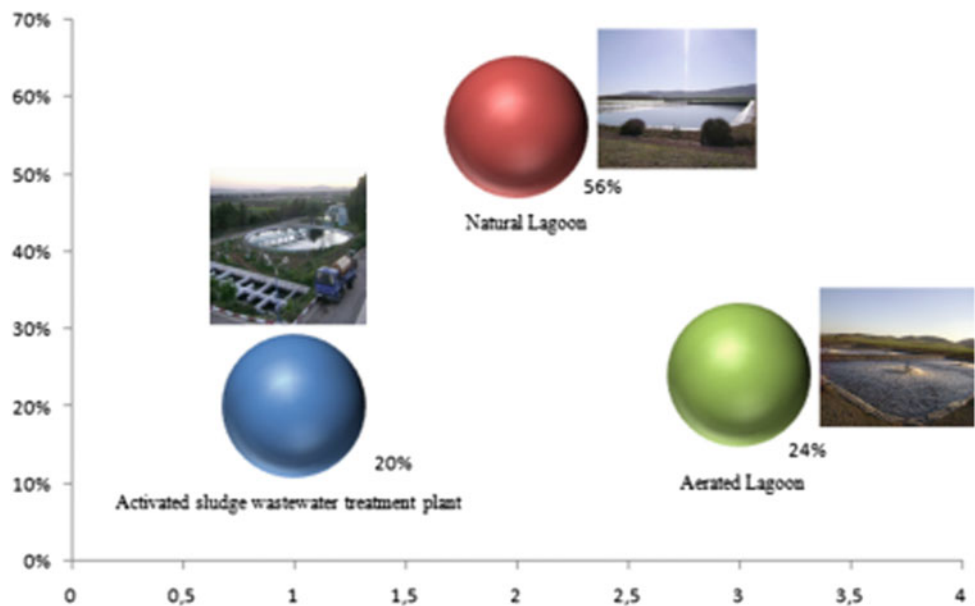 70%
60%
50%
40%
30%
20%
10%
0%
56%
Natural Lagoon
24%
Aerated Lagoon
20%
Activated sludge wastewater treatment plant
0 0,5 1 1,5 2 2,5 3 3,5 4